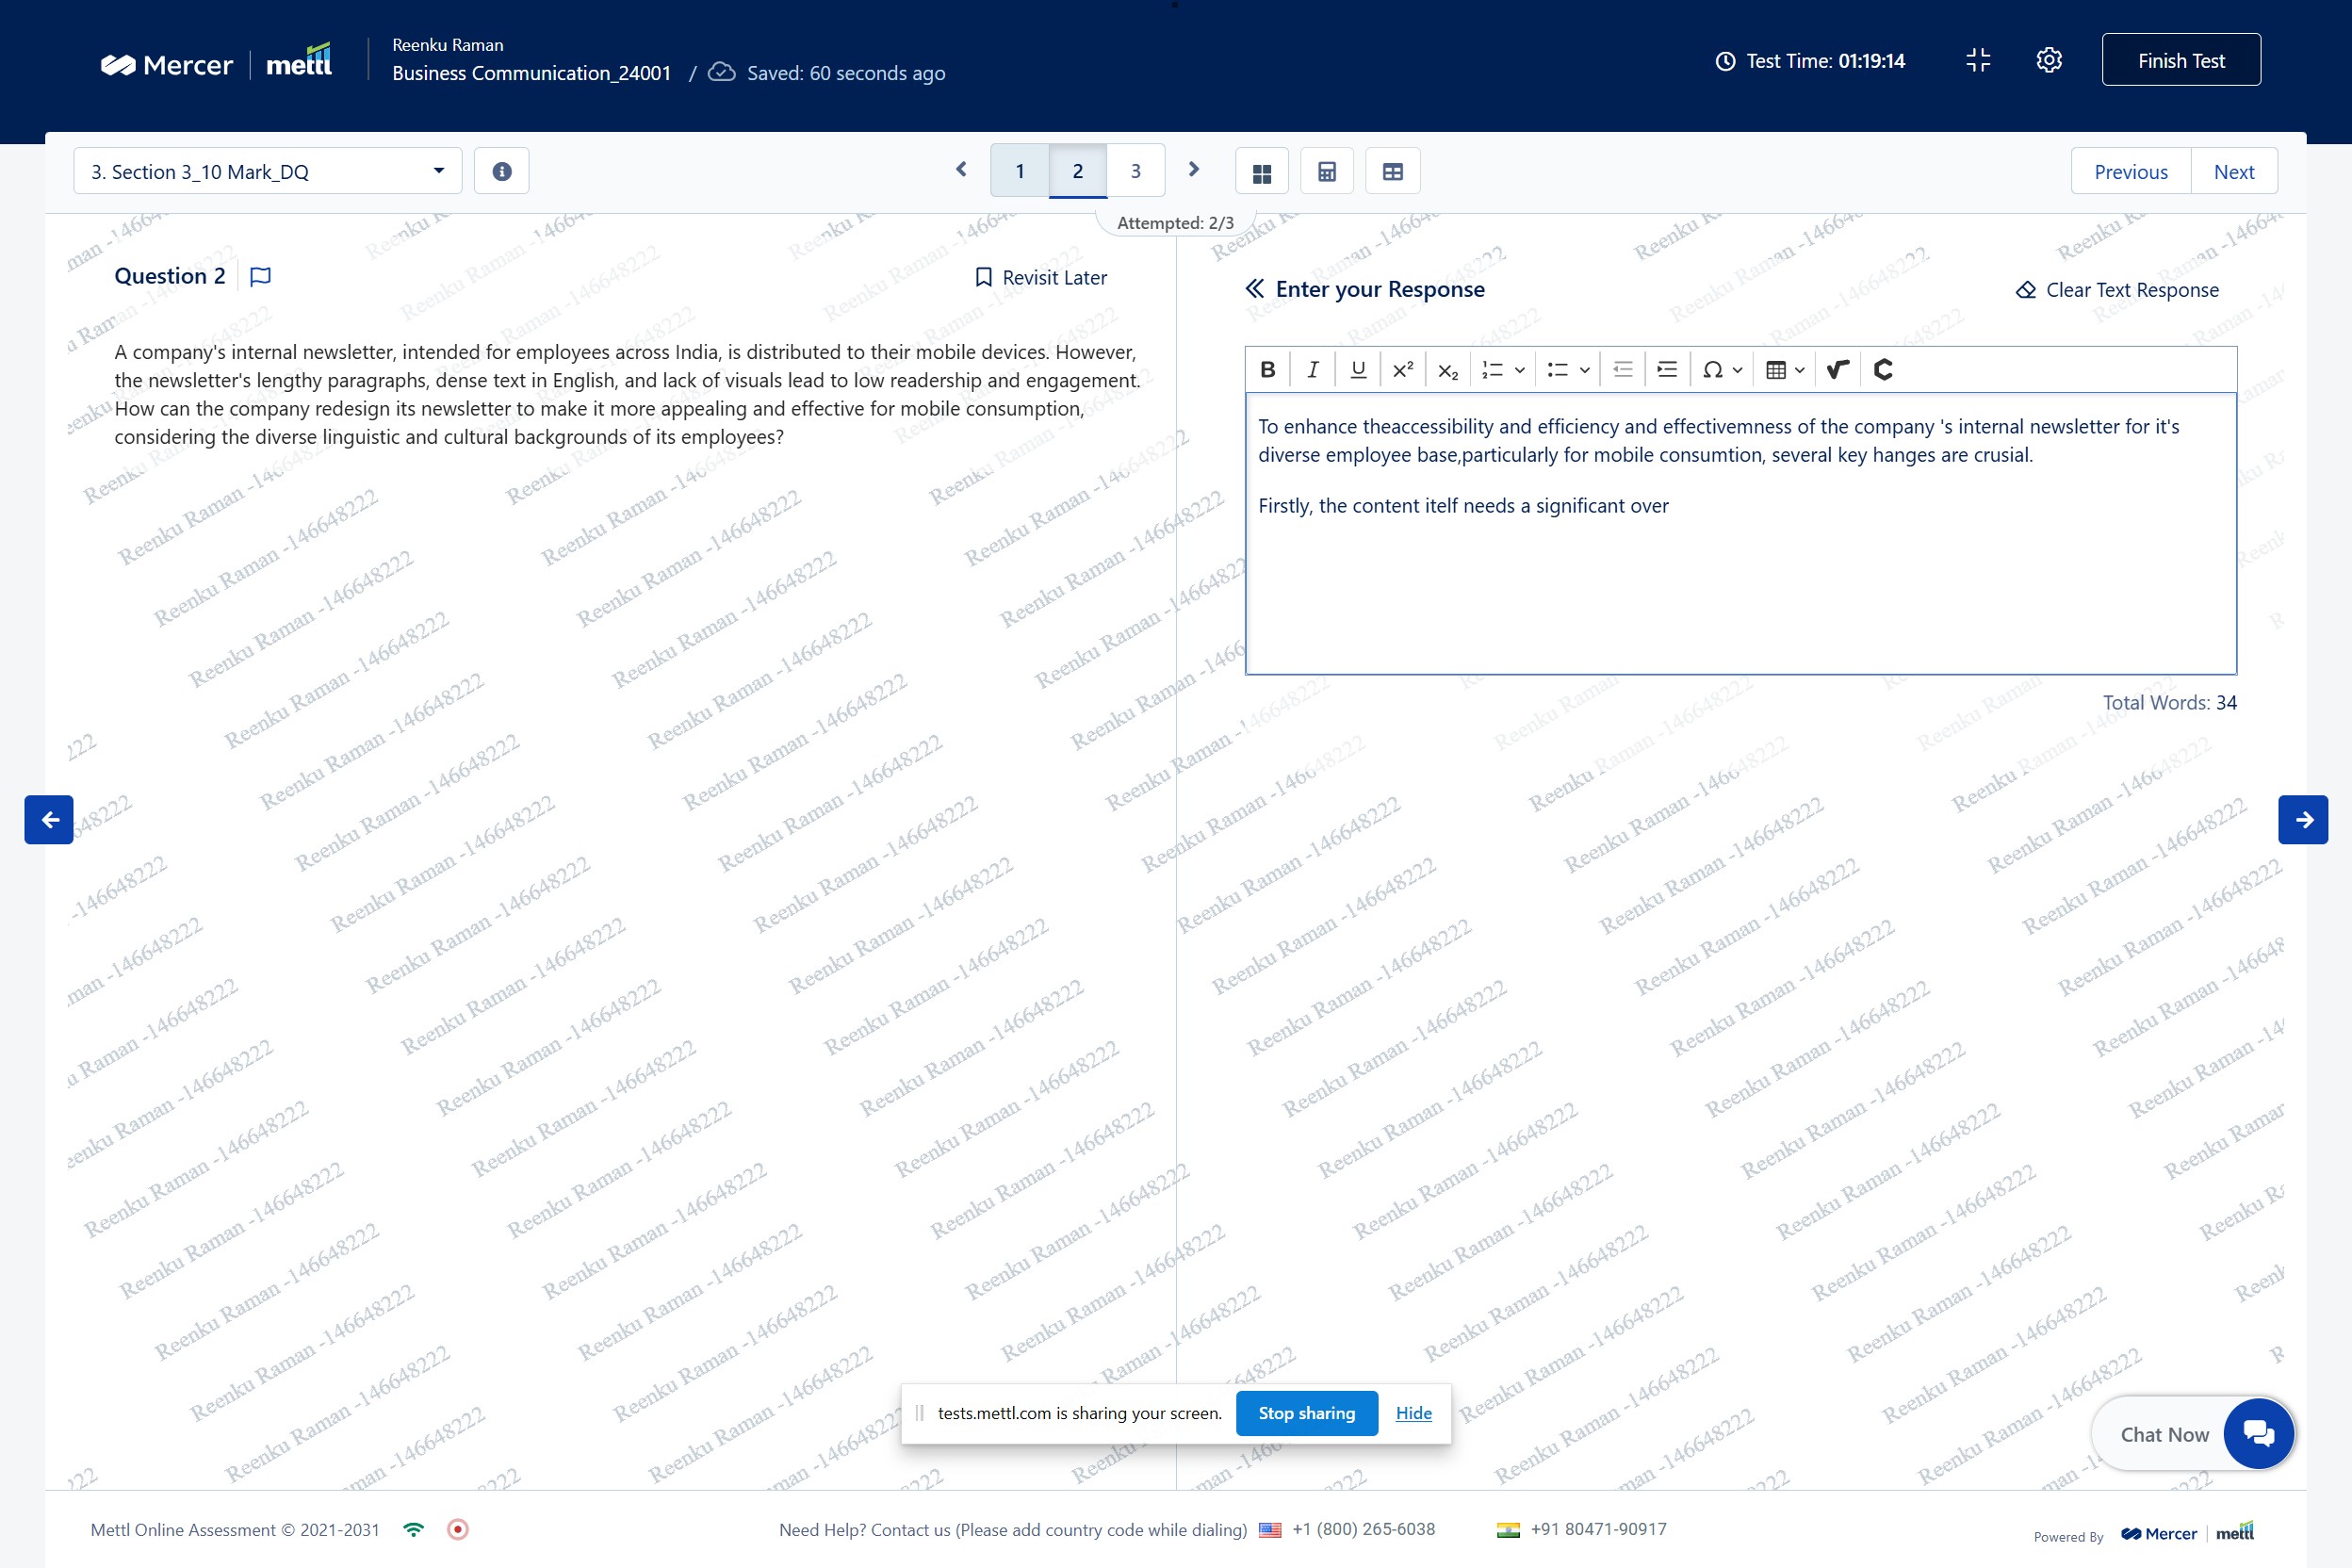 Mercer | mettl
Reenku Raman
Business Communication_24001 / Saved: 60 seconds ago
Test Time: 01:19:14
Finish Test
3. Section 3_10 Mark_DQ
1 2 3
Previous Next
Attempted: 2/3
Question 2
Revisit Later
A company's internal newsletter, intended for employees across India, is distributed to their mobile devices. However,
the newsletter's lengthy paragraphs, dense text in English, and lack of visuals lead to low readership and engagement.
How can the company redesign its newsletter to make it more appealing and effective for mobile consumption,
considering the diverse linguistic and cultural backgrounds of its employees?
Enter your Response
Clear Text Response
To enhance theaccessibility and efficiency and effectivemness of the company 's internal newsletter for it's
diverse employee base,particularly for mobile consumtion, several key hanges are crusial.
Firstly, the content itelf needs a significant over
Total Words: 34
Reenku Raman -146648222
tests.mettl.com is sharing your screen. Stop sharing Hide
Chat Now
Mettl Online Assessment © 2021-2031
Need Help? Contact us (Please add country code while dialing) +1 (800) 265-6038 +91 80471-90917
Powered By Mercer | mettl